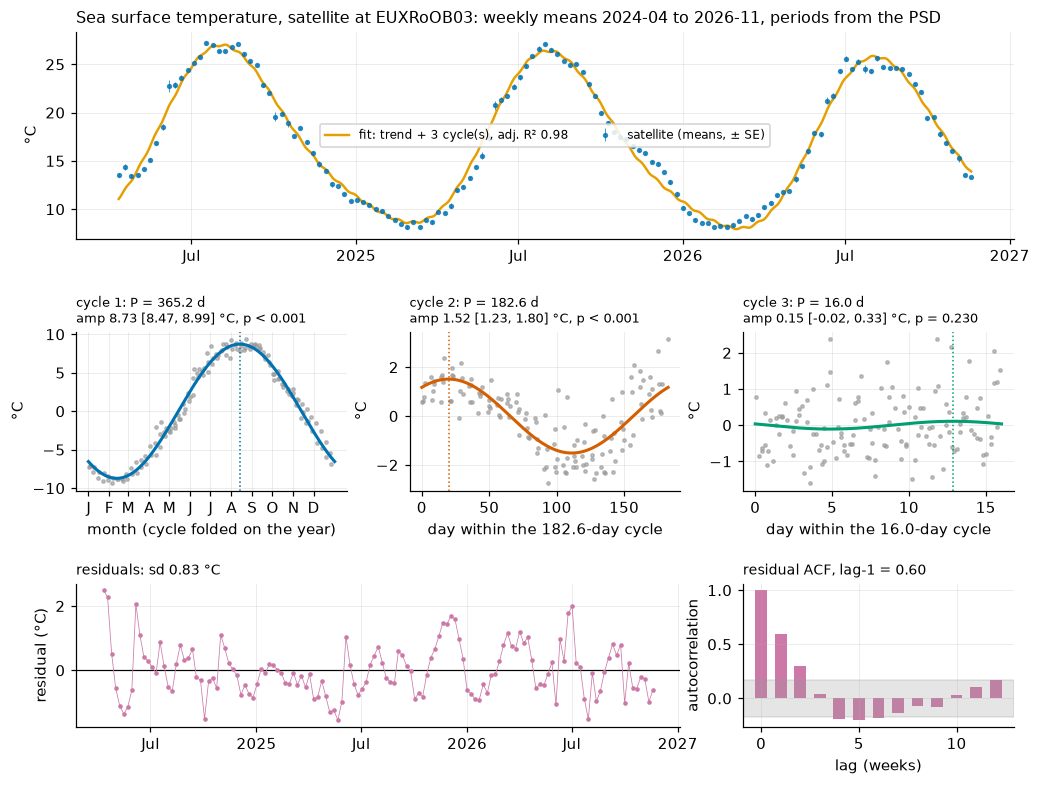 Sea surface temperature, satellite at EUXRoOB03: weekly means 2024-04 to 2026-11, periods from the PSD
°C
25
20
15
10
fit: trend + 3 cycle(s), adj. R² 0.98
satellite (means, ± SE)
Jul
2025
Jul
2026
Jul
2027
cycle 1: P = 365.2 d
amp 8.73 [8.47, 8.99] °C, p < 0.001
°C
10
5
0
−5
−10
J F M A M J J A S O N D
month (cycle folded on the year)
cycle 2: P = 182.6 d
amp 1.52 [1.23, 1.80] °C, p < 0.001
°C
2
0
−2
0
50
100
150
day within the 182.6-day cycle
cycle 3: P = 16.0 d
amp 0.15 [-0.02, 0.33] °C, p = 0.230
°C
2
1
0
−1
0
5
10
15
day within the 16.0-day cycle
residuals: sd 0.83 °C
residual (°C)
2
0
Jul
2025
Jul
2026
Jul
2027
residual ACF, lag-1 = 0.60
autocorrelation
1.0
0.5
0.0
0
5
10
lag (weeks)